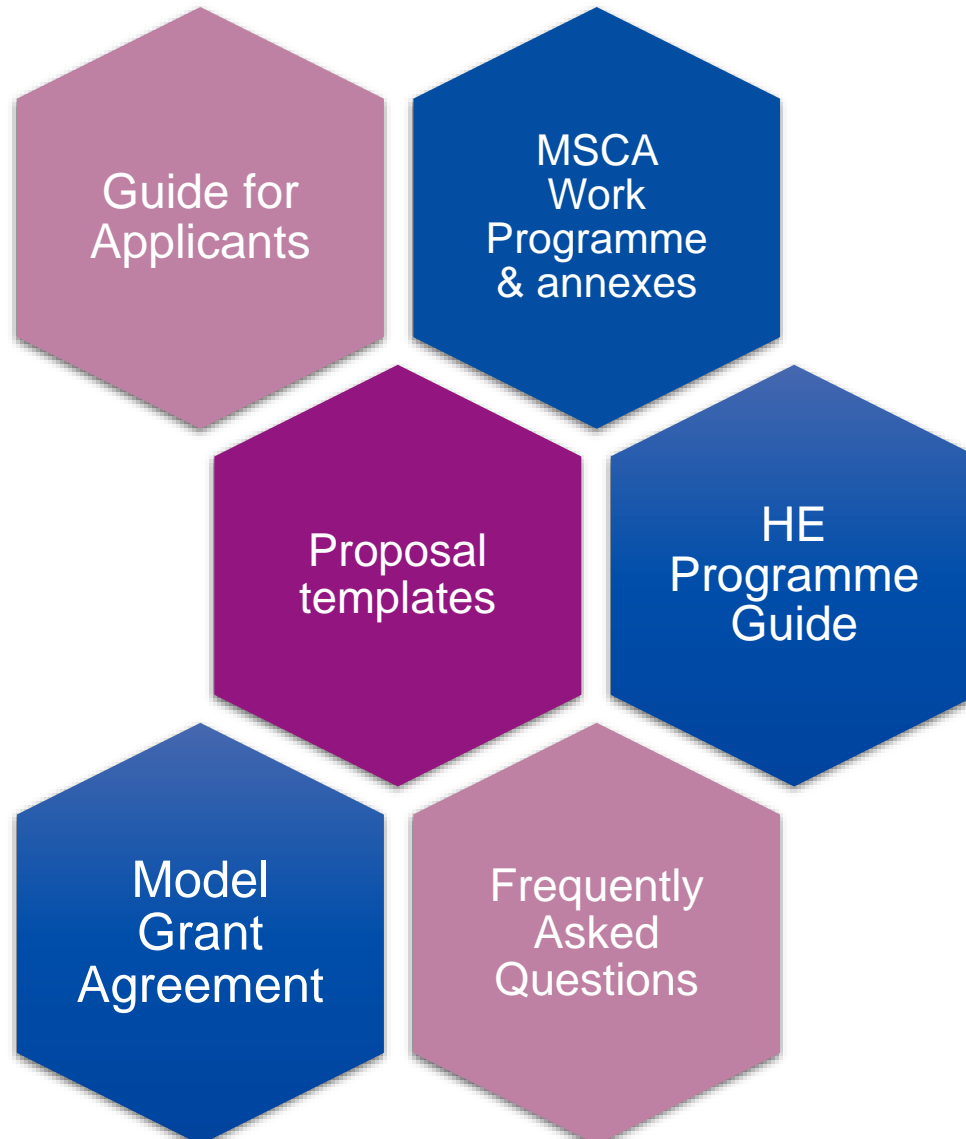 Guide for
Applicants
MSCA
Work
Programme
& annexes
Proposal
templates
HE
Programme
Guide
Model
Grant
Agreement
Frequently
Asked
Questions